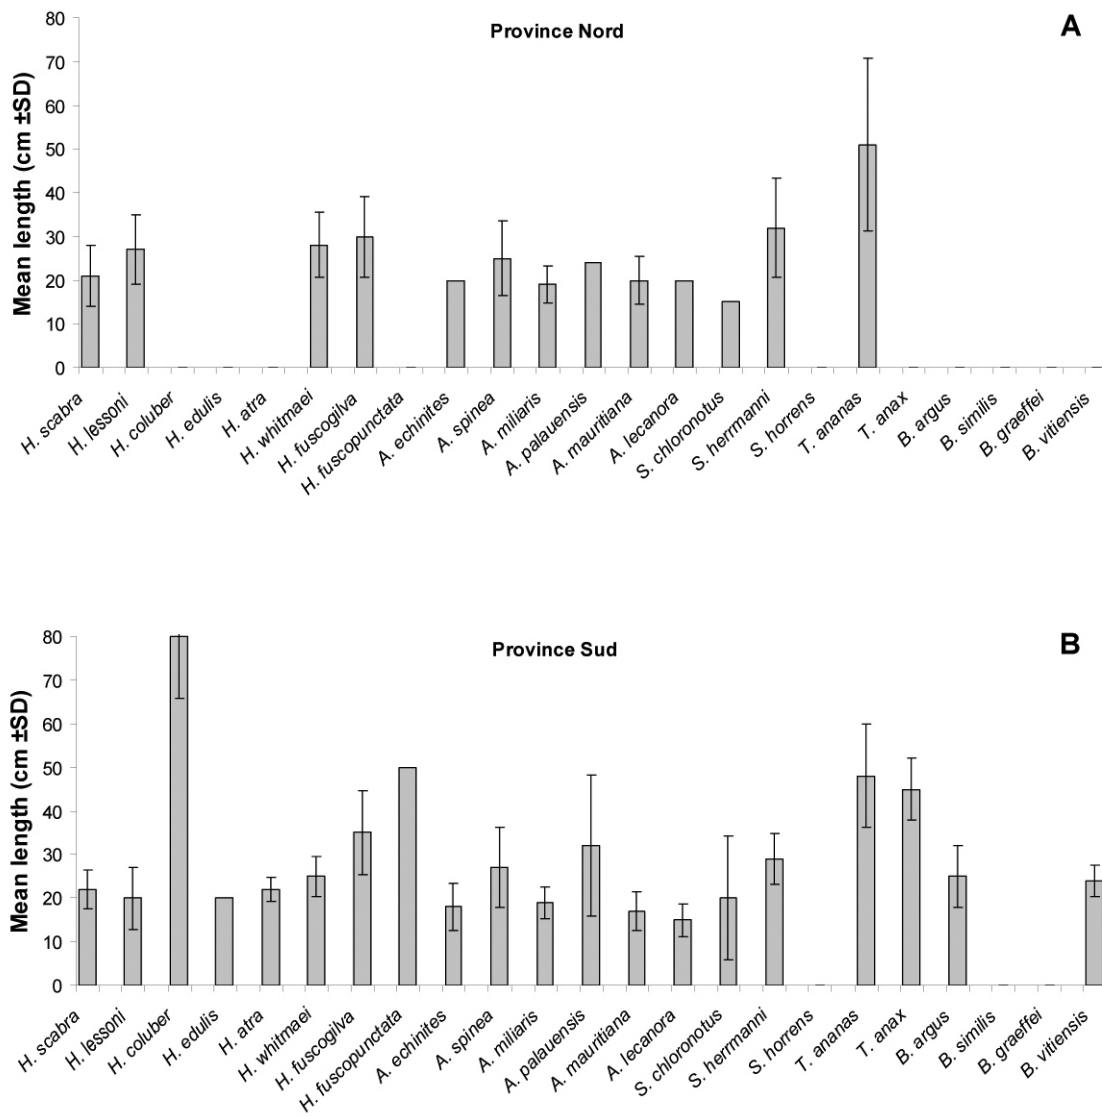 Province Nord
A
Mean length (cm ±SD)
80
70
60
50
40
30
20
10
0
H. scabra
H. lessoni
H. coluber
H. edulis
H. atra
H. whitmaei
H. fuscogilva
H. fuscopunctata
A. echinites
A. spinea
A. miliaris
A. palauensis
A. mauritiana
A. lecanora
S. chloronotus
S. herrmanni
S. horrens
T. ananas
T. anax
B. argus
B. similis
B. graeffei
B. vitiensis
Province Sud
B
Mean length (cm ±SD)
80
70
60
50
40
30
20
10
0
H. scabra
H. lessoni
H. coluber
H. edulis
H. atra
H. whitmaei
H. fuscogilva
H. fuscopunctata
A. echinites
A. spinea
A. miliaris
A. palauensis
A. mauritiana
A. lecanora
S. chloronotus
S. herrmanni
S. horrens
T. ananas
T. anax
B. argus
B. similis
B. graeffei
B. vitiensis